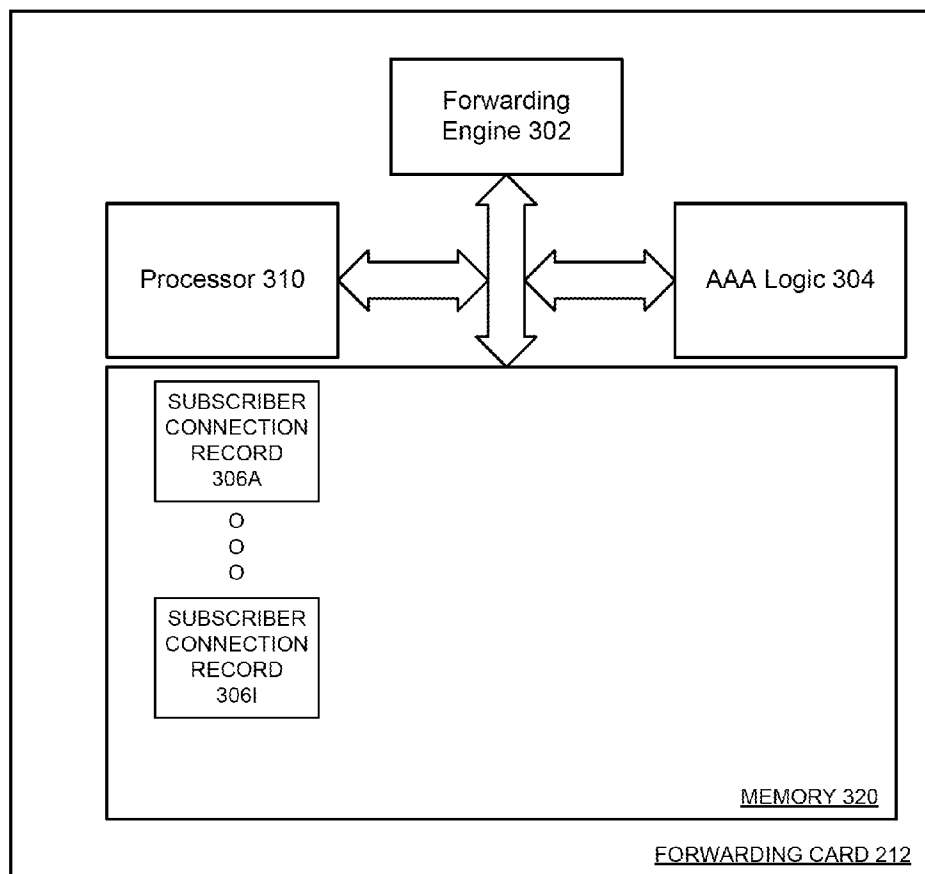 Forwarding
Engine 302
Processor 310
AAA Logic 304
SUBSCRIBER
CONNECTION
RECORD
306A
O
O
O
SUBSCRIBER
CONNECTION
RECORD
306I
MEMORY 320
FORWARDING CARD 212